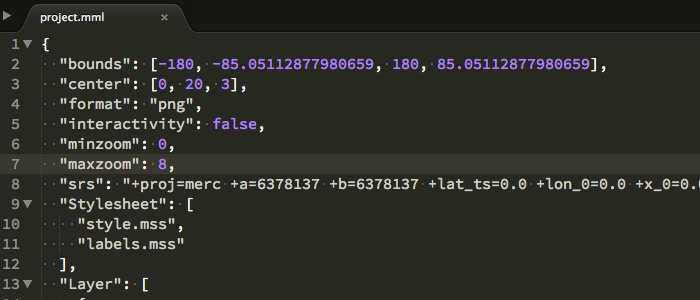 project.mml ×
1 {
2 "bounds": [-180, -85.05112877980659, 180, 85.05112877980659],
3 "center": [0, 20, 3],
4 "format": "png",
5 "interactivity": false,
6 "minzoom": 0,
7 "maxzoom": 8,
8 "srs": "+proj=merc +a=6378137 +b=6378137 +lat_ts=0.0 +lon_0=0.0 +x_0=0.
9 "Stylesheet": [
10 "style.mss",
11 "labels.mss"
12 ],
13 "Layer": [